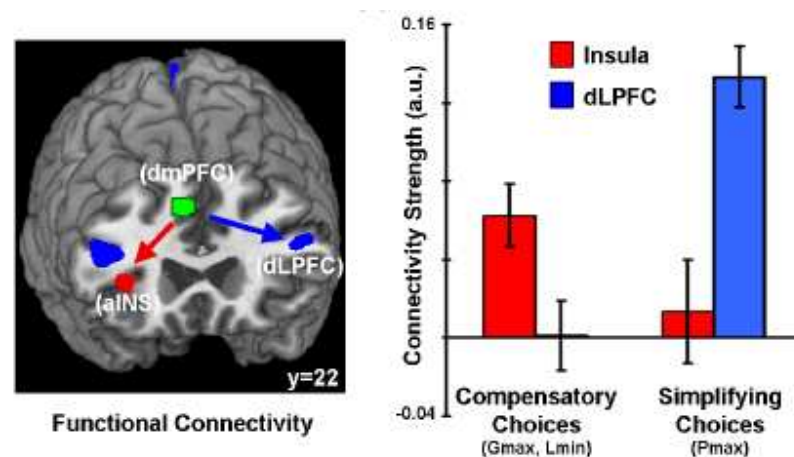 (dmPFC)
(dLPFC)
(aINS)
y=22
Functional Connectivity
0.16
Insula
dLPFC
Connectivity Strength (a.u.)
-0.04
Compensatory
Choices
(Gmax, Lmin)
Simplifying
Choices
(Pmax)